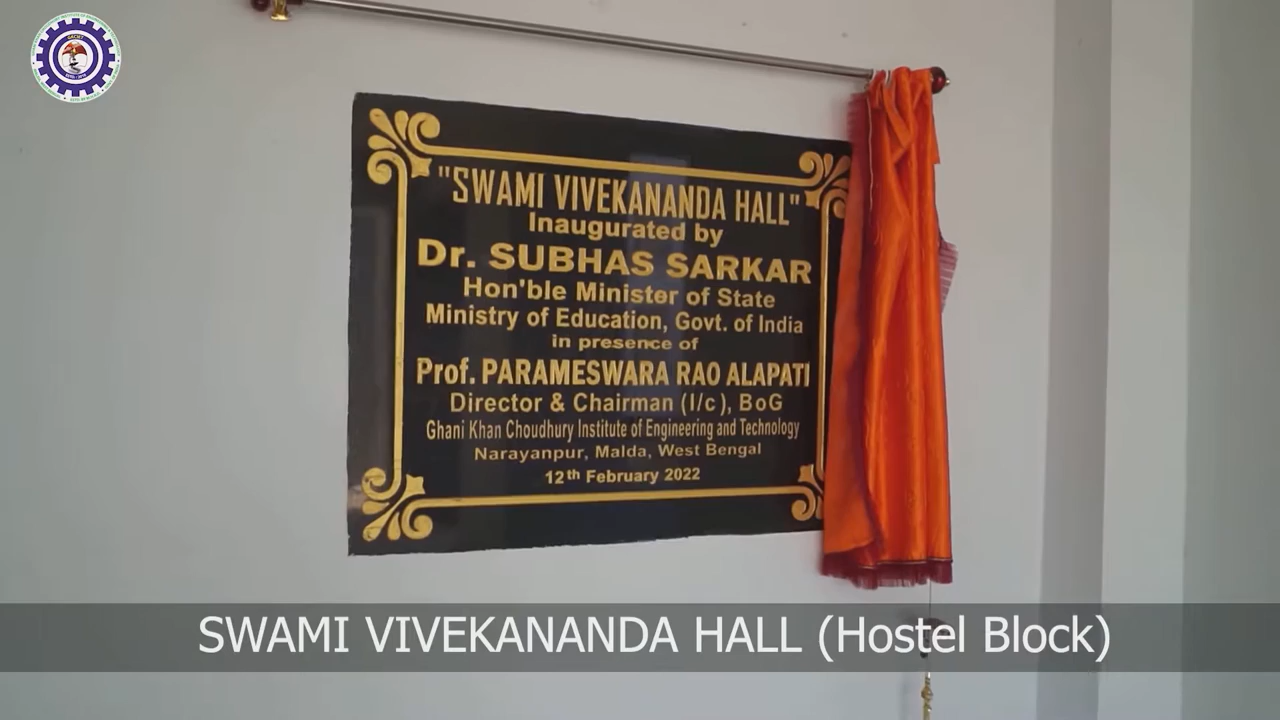 "SWAMI VIVEKANANDA HALL"
Inaugurated by
Dr. SUBHAS SARKAR
Hon'ble Minister of State
Ministry of Education, Govt. of India
in presence of
Prof. PARAMESWARA RAO ALAPATI
Director & Chairman (I/c), BoG
Ghani Khan Choudhury Institute of Engineering and Technology
Narayanpur, Malda, West Bengal
12th February 2022
SWAMI VIVEKANANDA HALL (Hostel Block)